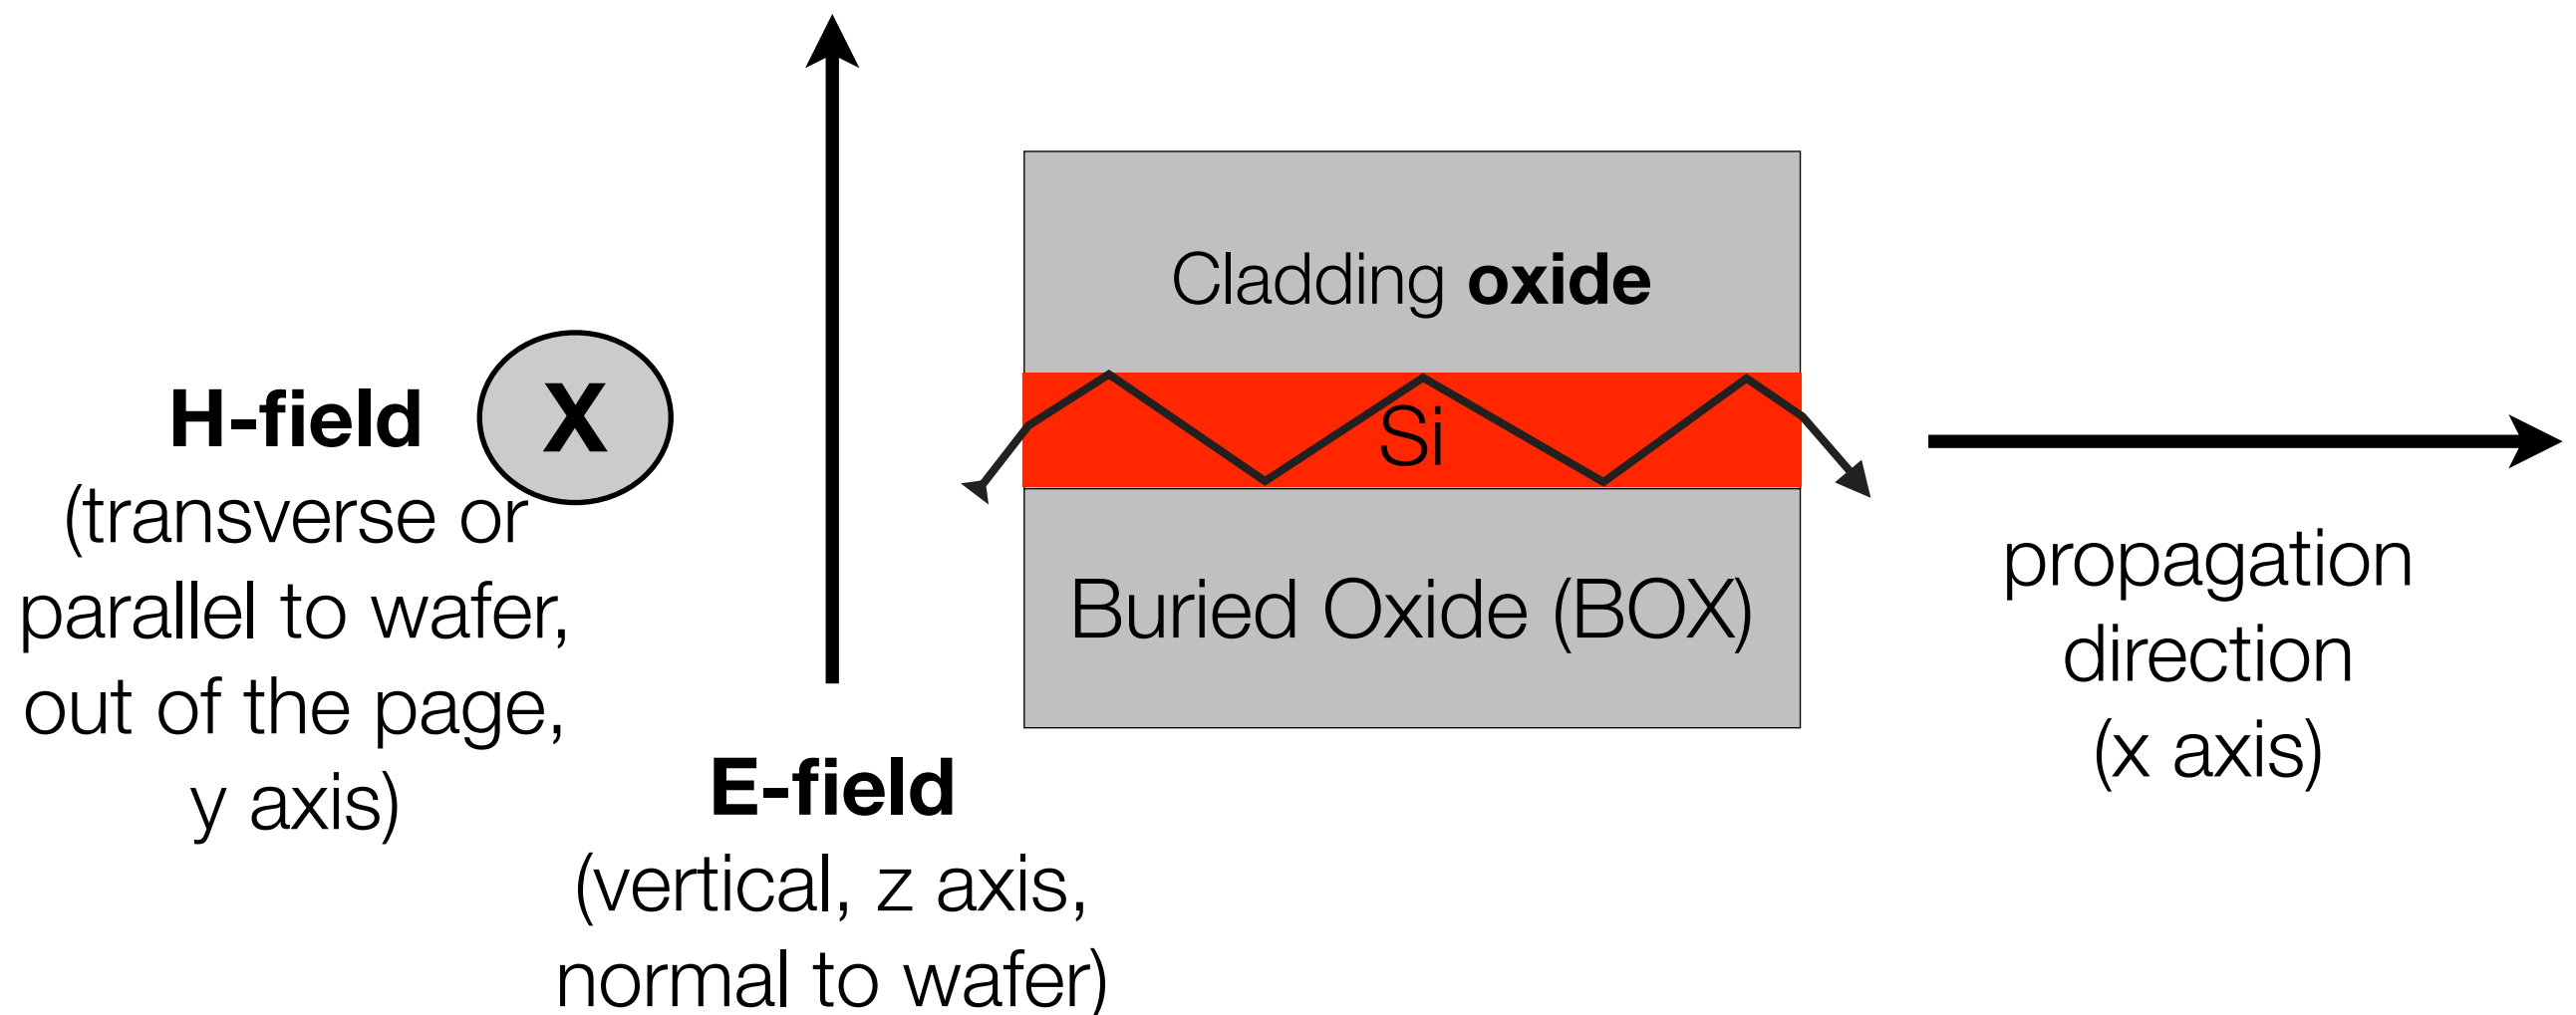 Cladding oxide
H-field
X
(transverse or
parallel to wafer,
out of the page,
y axis)
Si
Buried Oxide (BOX)
propagation
direction
(x axis)
E-field
(vertical, z axis,
normal to wafer)